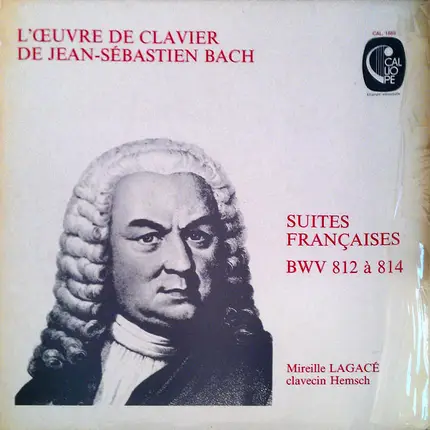 L'ŒUVRE DE CLAVIER
DE JEAN-SÉBASTIEN BACH
CAL
LIO
PE
SUITES
FRANÇAISES
BWV 812 à 814
Mireille LAGACÉ
clavecin Hemsch